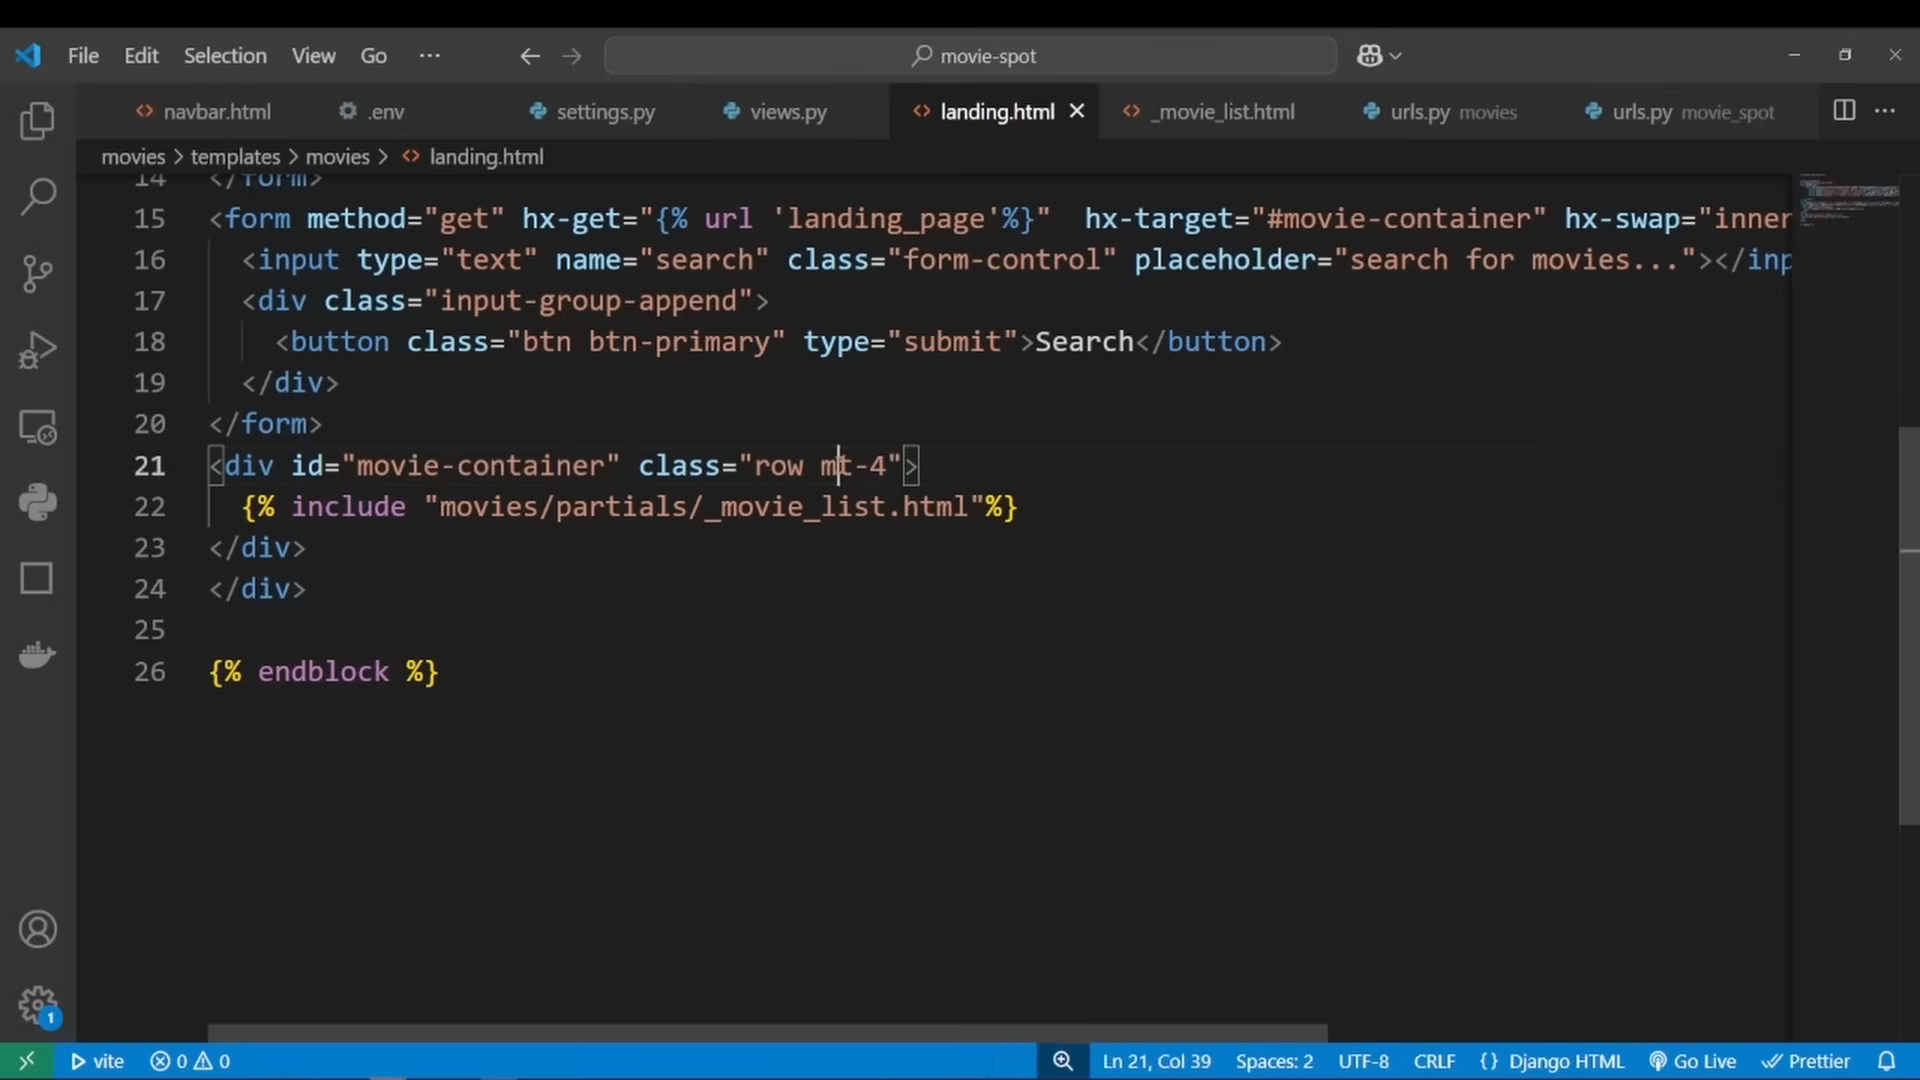 File Edit Selection View Go ··· movie-spot
navbar.html .env settings.py views.py landing.html _movie_list.html urls.py movies urls.py movie_spot
movies > templates > movies > landing.html
14 </form>
15 <form method="get" hx-get="{% url 'landing_page'%}"  hx-target="#movie-container" hx-swap="inner
16 <input type="text" name="search" class="form-control" placeholder="search for movies..."></inp
17 <div class="input-group-append">
18 <button class="btn btn-primary" type="submit">Search</button>
19 </div>
20 </form>
21 <div id="movie-container" class="row mt-4">
22 {% include "movies/partials/_movie_list.html"%}
23 </div>
24 </div>
25
26 {% endblock %}
1
vite 0 0 Ln 21, Col 39 Spaces: 2 UTF-8 CRLF {} Django HTML Go Live Prettier